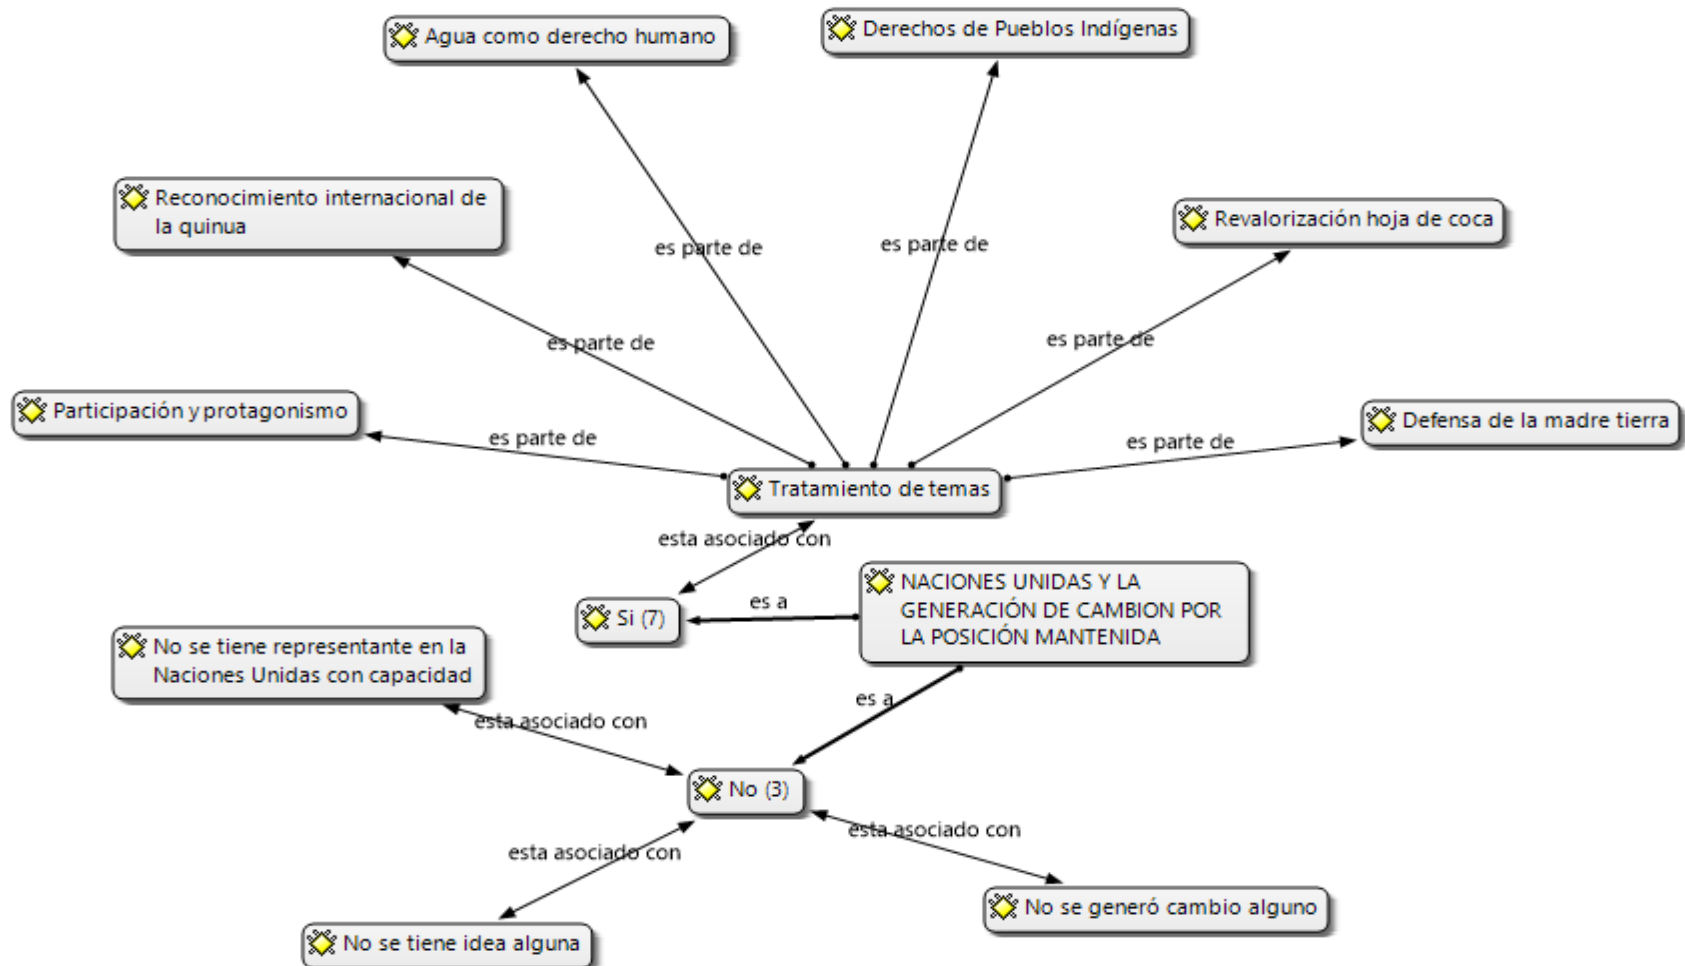 Agua como derecho humano
Derechos de Pueblos Indígenas
Reconocimiento internacional de
la quinua
Revalorización hoja de coca
es parte de
es parte de
es parte de
es parte de
Participación y protagonismo
Defensa de la madre tierra
es parte de
es parte de
Tratamiento de temas
esta asociado con
NACIONES UNIDAS Y LA
GENERACIÓN DE CAMBION POR
LA POSICIÓN MANTENIDA
es a
Si (7)
No se tiene representante en la
Naciones Unidas con capacidad
es a
esta asociado con
No (3)
esta asociado con
esta asociado con
No se generó cambio alguno
No se tiene idea alguna